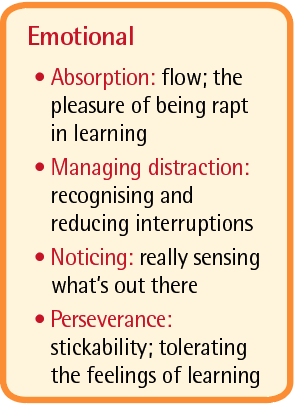 Emotional
• Absorption: flow; the
pleasure of being rapt
in learning
• Managing distraction:
recognising and
reducing interruptions
• Noticing: really sensing
what's out there
• Perseverance:
stickability; tolerating
the feelings of learning